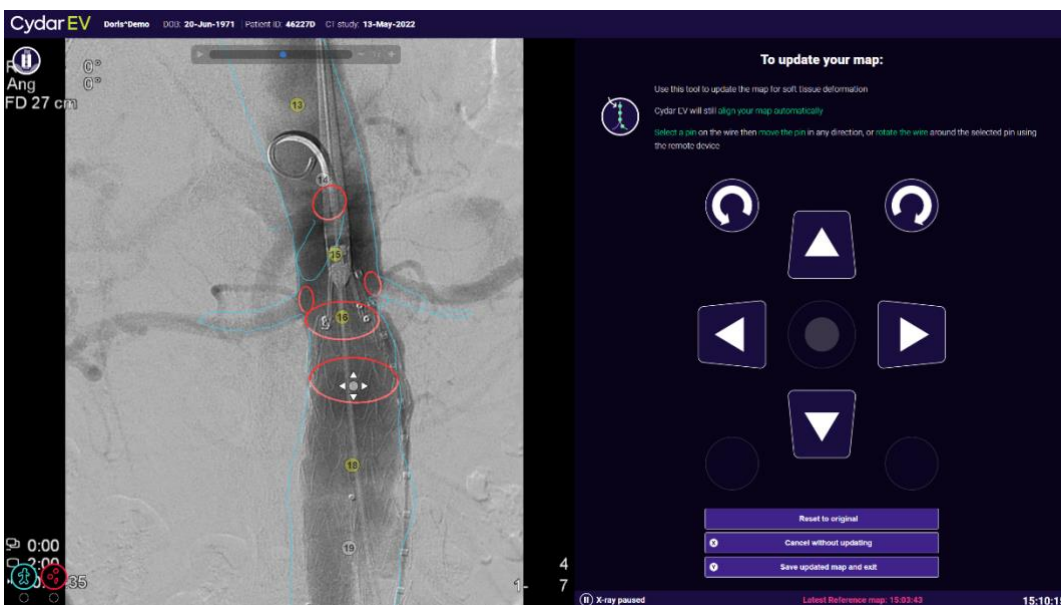 Cydar EV Doris^Demo DOB: 20-Jun-1971 Patient ID: 46227D CT study: 13-May-2022
0°
Ang 0°
FD 27 cm
13
14
15
16
19
0:00
2:00
35
1-
4
7
To update your map:
Use this tool to update the map for soft tissue deformation
Cydar EV will still align your map automatically
Select a pin on the wire then move the pin in any direction, or rotate the wire around the selected pin using
the remote device
Reset to original
X Cancel without updating
Y Save updated map and exit
X-ray paused Latest Reference map: 15:03:43 15:10:1